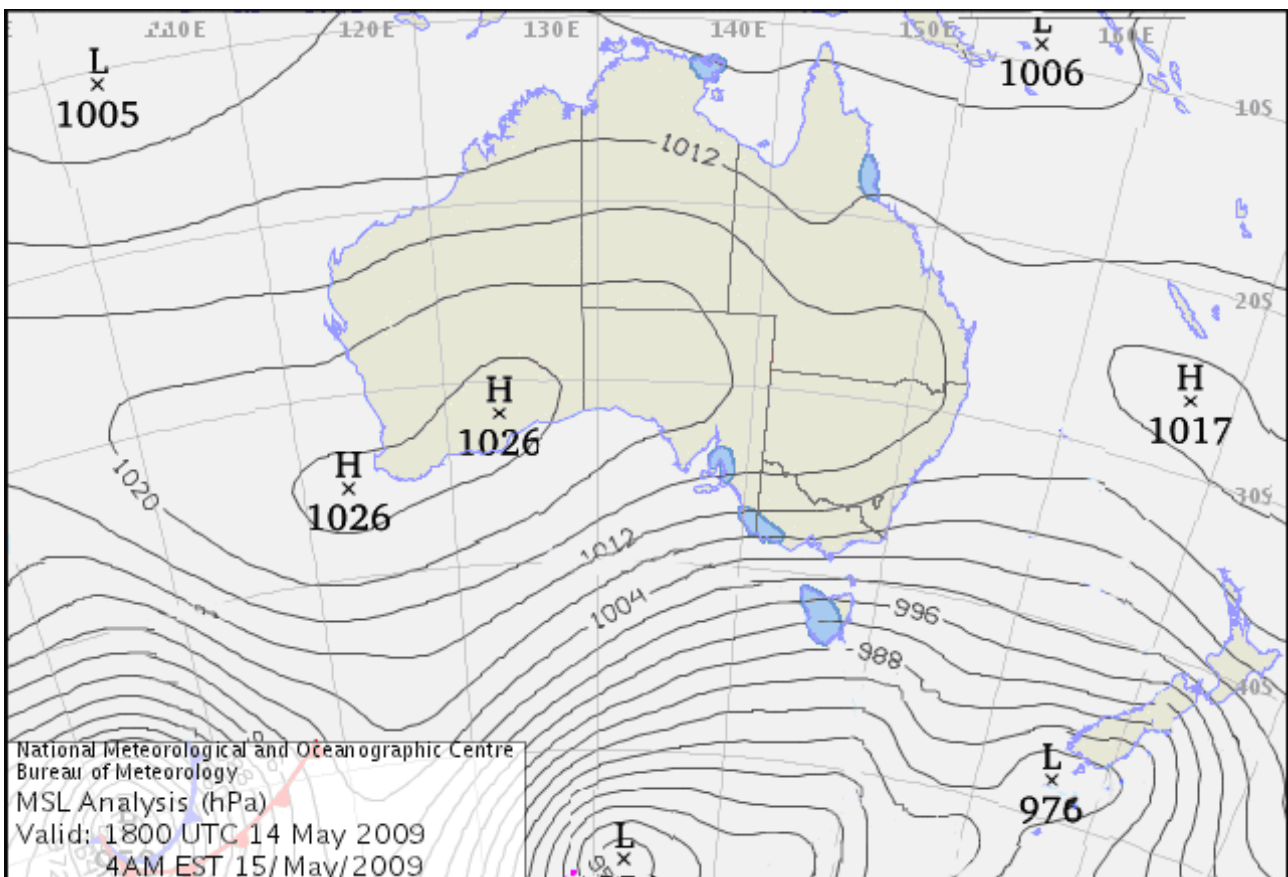 120E
130E
140E
150E
160E
L
1005
L
1006
10S
1012
20S
H
1017
H
1026
H
1026
1020
30S
1012
1004
996
988
40S
L
976
L
National Meteorological and Oceanographic Centre
Bureau of Meteorology
MSL Analysis (hPa)
Valid: 1800 UTC 14 May 2009
4AM EST 15/May/2009